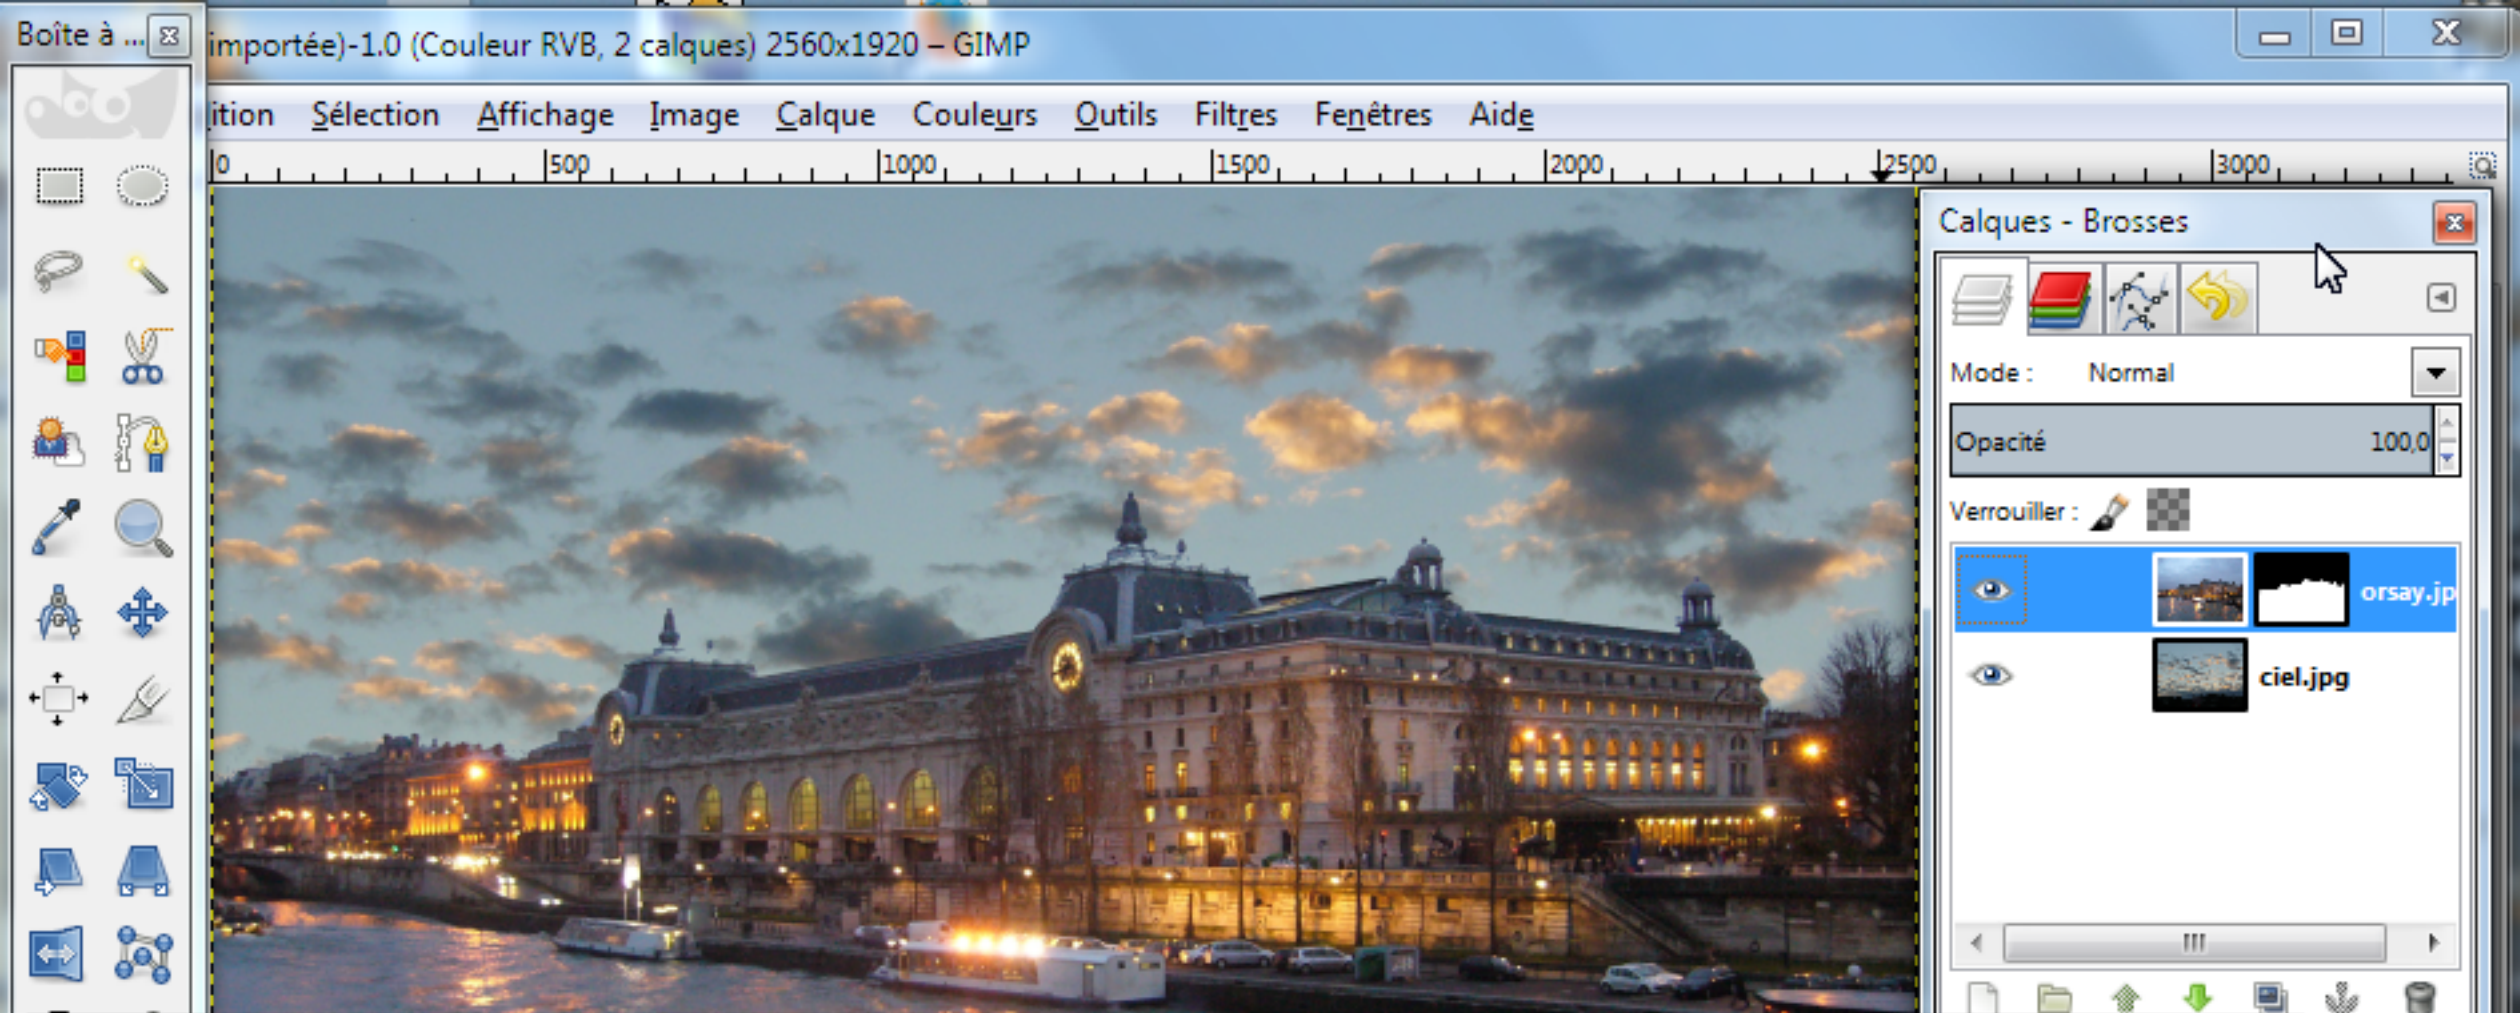 Boîte à ...
importée)-1.0 (Couleur RVB, 2 calques) 2560x1920 – GIMP
ition Sélection Affichage Image Calque Couleurs Outils Filtres Fenêtres Aide
0 500 1000 1500 2000 2500 3000
Calques - Brosses
Mode : Normal
Opacité 100,0
Verrouiller :
orsay.jp
ciel.jpg